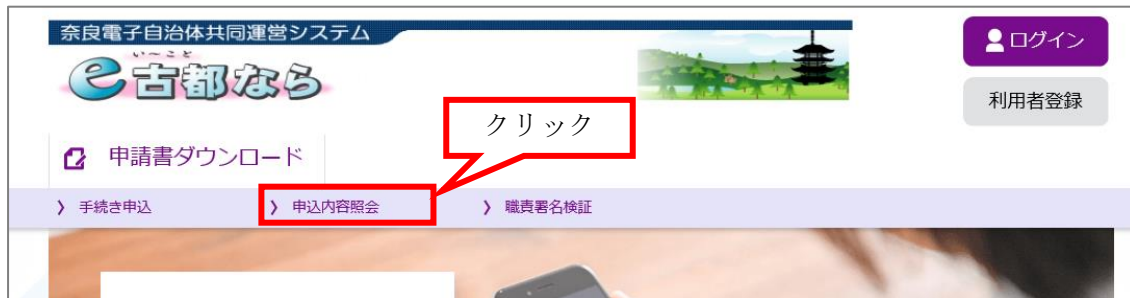 奈良電子自治体共同運営システム
い～こと
e古都なら
ログイン
利用者登録
クリック
申請書ダウンロード
手続き申込
申込内容照会
職責署名検証